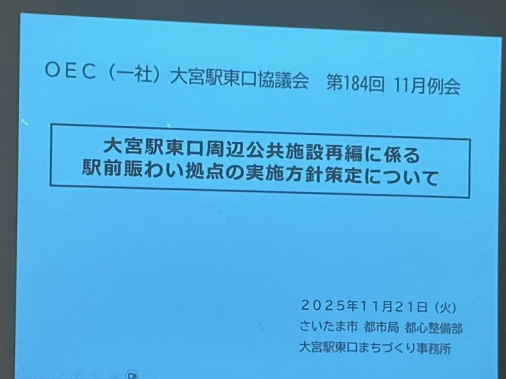 OEC（一社）大宮駅東口協議会　第184回 11月例会
大宮駅東口周辺公共施設再編に係る
駅前賑わい拠点の実施方針策定について
２０２５年１１月２１日（火）
さいたま市 都市局 都心整備部
大宮駅東口まちづくり事務所